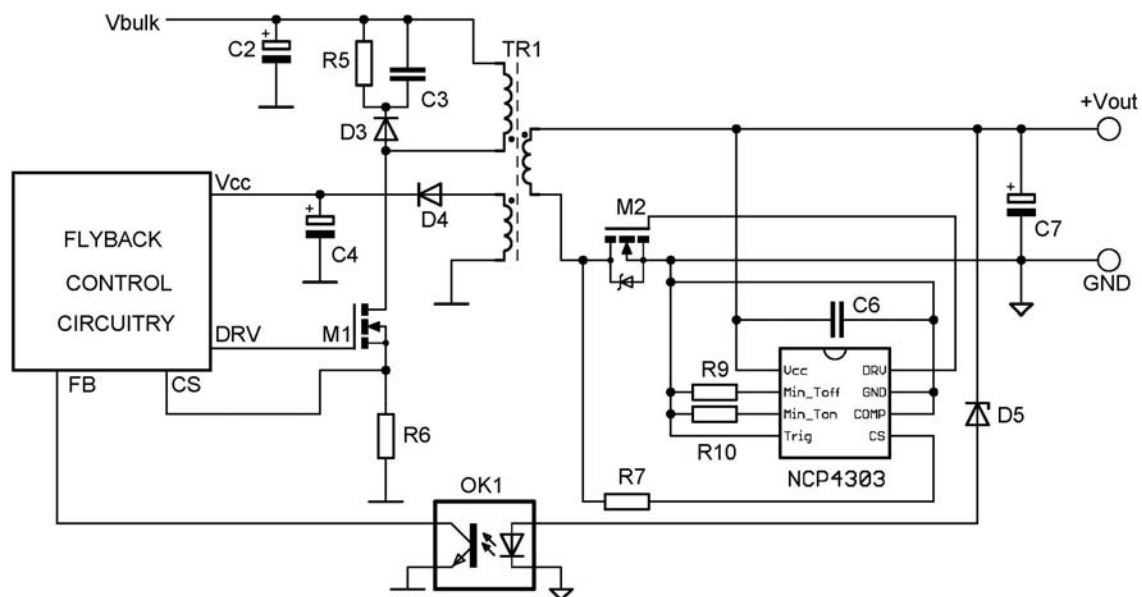 Vbulk
C2
+
R5
C3
TR1
D3
+Vout
Vcc
+
C4
D4
M2
+
C7
FLYBACK
CONTROL
CIRCUITRY
GND
DRV
M1
C6
FB
CS
R9
R10
Vcc
DRV
Min_Toff
GND
Min_Ton
COMP
Trig
CS
D5
R6
R7
NCP4303
OK1